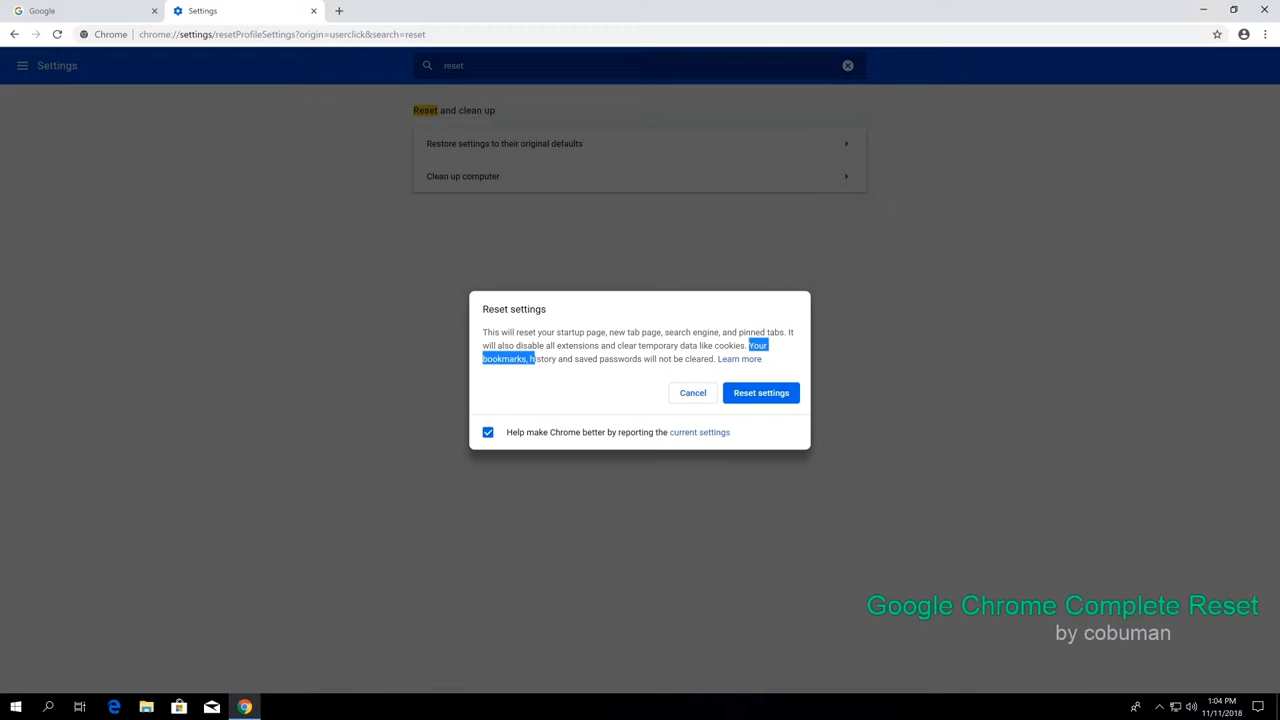 Google
Settings
Chrome
chrome://settings/resetProfileSettings?origin=userclick&search=reset
Settings
reset
Reset and clean up
Restore settings to their original defaults
Clean up computer
Reset settings
This will reset your startup page, new tab page, search engine, and pinned tabs. It
will also disable all extensions and clear temporary data like cookies. Your
bookmarks, history and saved passwords will not be cleared. Learn more
Cancel
Reset settings
Help make Chrome better by reporting the current settings
Google Chrome Complete Reset
by cobuman
1:04 PM
11/11/2018